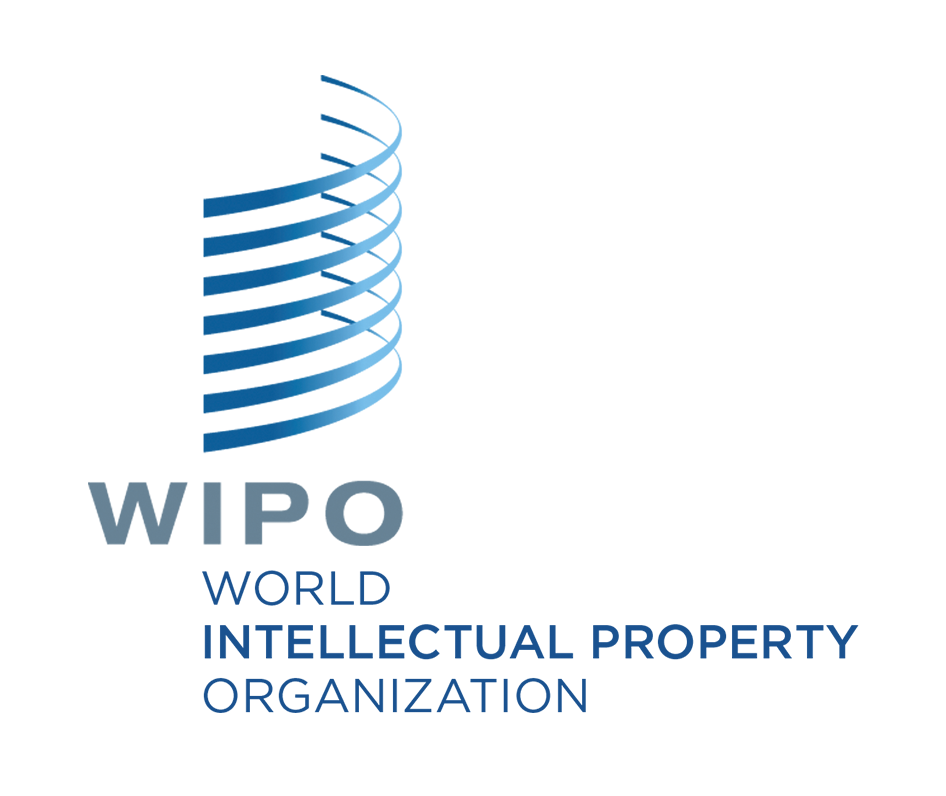 WIPO
WORLD
INTELLECTUAL PROPERTY
ORGANIZATION